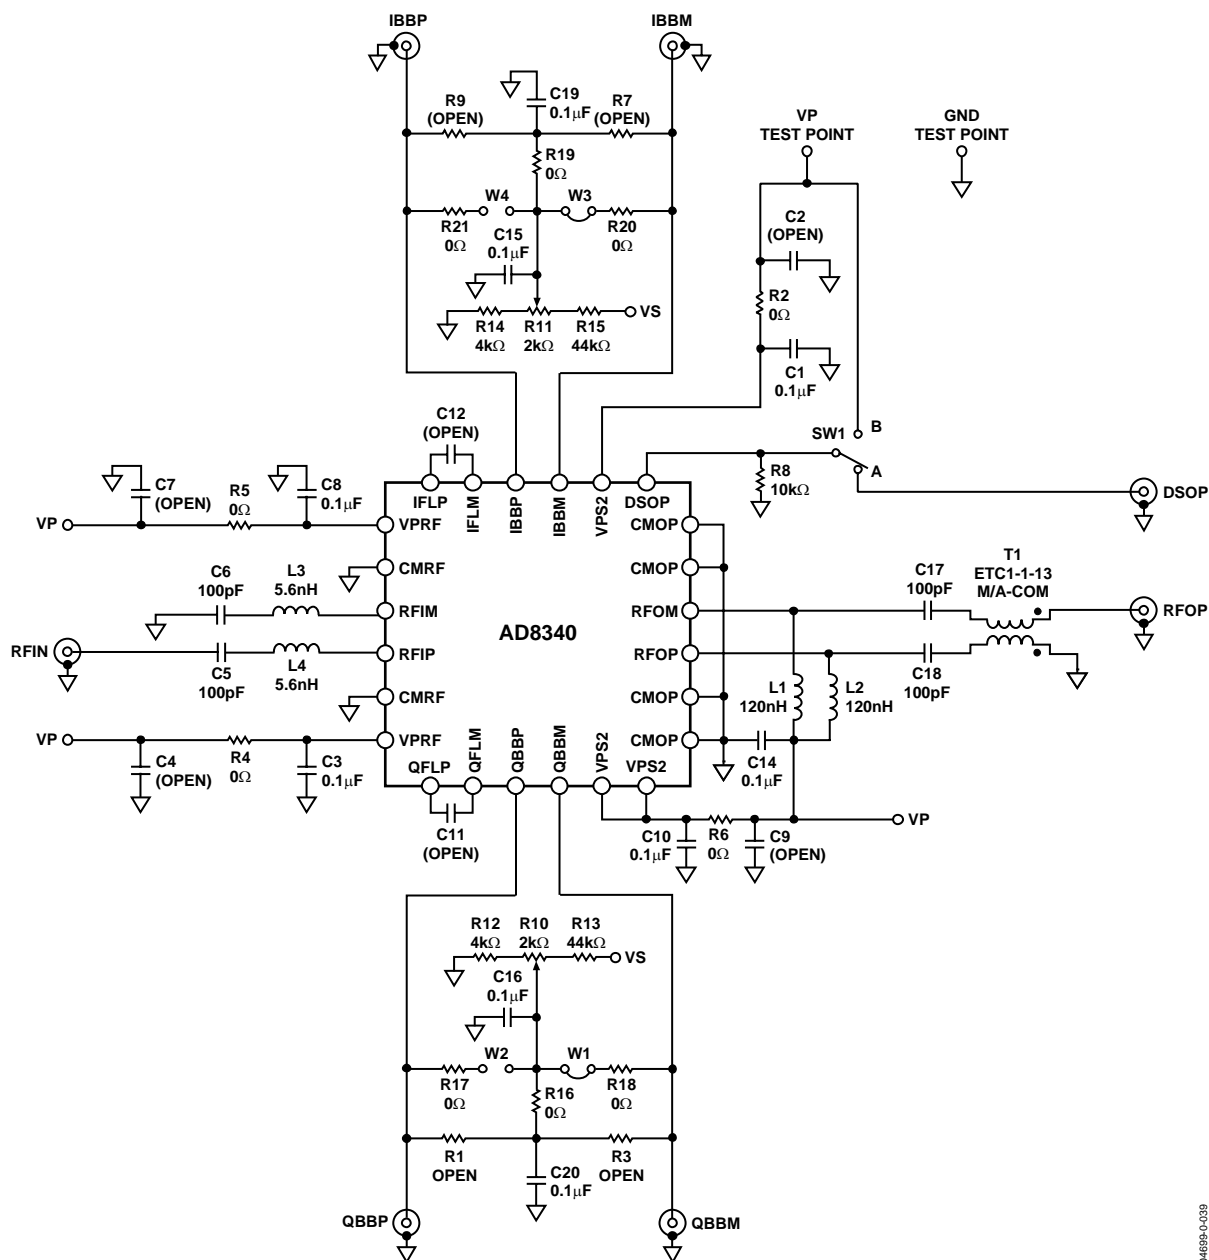 IBBP
IBBM
R9
(OPEN)
C19
0.1μF
R7
(OPEN)
VP
TEST POINT
GND
TEST POINT
R19
0Ω
W4
W3
R21
0Ω
C15
0.1μF
R20
0Ω
C2
(OPEN)
R2
0Ω
R14
4kΩ
R11
2kΩ
R15
44kΩ
VS
C1
0.1μF
C12
(OPEN)
SW1
B
A
R8
10kΩ
DSOP
C7
(OPEN)
R5
0Ω
C8
0.1μF
VP
IFLP
IFLM
IBBP
IBBM
VPS2
DSOP
VPRF
CMOP
CMRF
CMOP
C6
100pF
L3
5.6nH
RFIM
RFOM
C17
100pF
T1
ETC1-1-13
M/A-COM
RFOP
AD8340
RFIN
C5
100pF
L4
5.6nH
RFIP
RFOP
C18
100pF
CMRF
CMOP
L1
120nH
L2
120nH
VP
VPRF
CMOP
C4
(OPEN)
R4
0Ω
C3
0.1μF
C14
0.1μF
QFLP
QFLM
QBBP
QBBM
VPS2
VPS2
C11
(OPEN)
C10
0.1μF
R6
0Ω
C9
(OPEN)
VP
R12
4kΩ
R10
2kΩ
R13
44kΩ
VS
C16
0.1μF
W2
W1
R17
0Ω
R16
0Ω
R18
0Ω
R1
OPEN
C20
0.1μF
R3
OPEN
QBBP
QBBM
04699-0-039